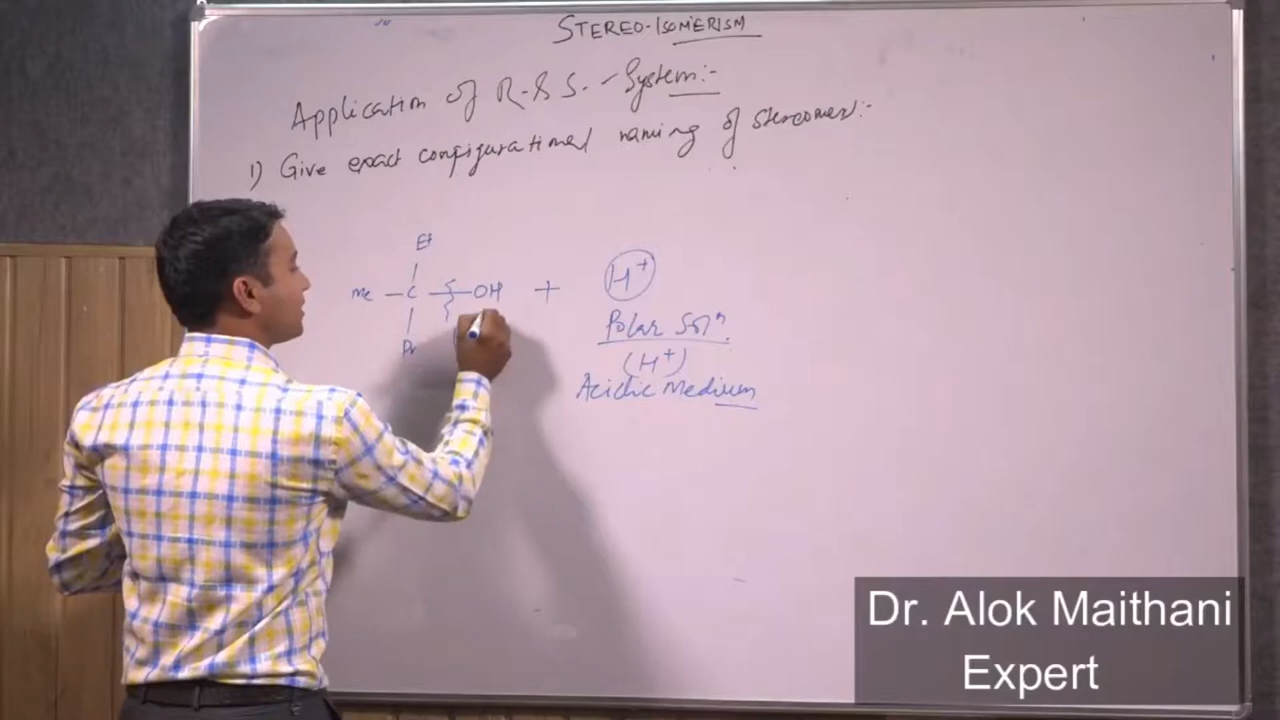 STEREO-ISOMERISM
Application of R-&S.-System:-
1) Give exact configurational naming of stereomers:-
Et
Me - C - OH + H+
Pr
Polar Solⁿ.
(H+)
Acidic Medium
Dr. Alok Maithani
Expert